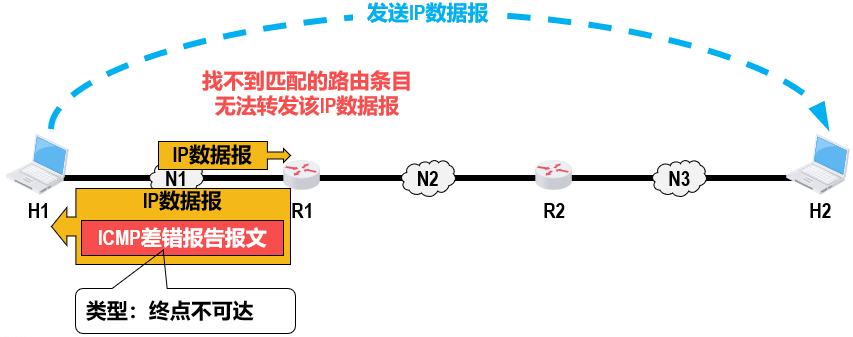 发送IP数据报
找不到匹配的路由条目
无法转发该IP数据报
IP数据报
N1
N2
N3
H1
R1
R2
H2
IP数据报
ICMP差错报告报文
类型：终点不可达